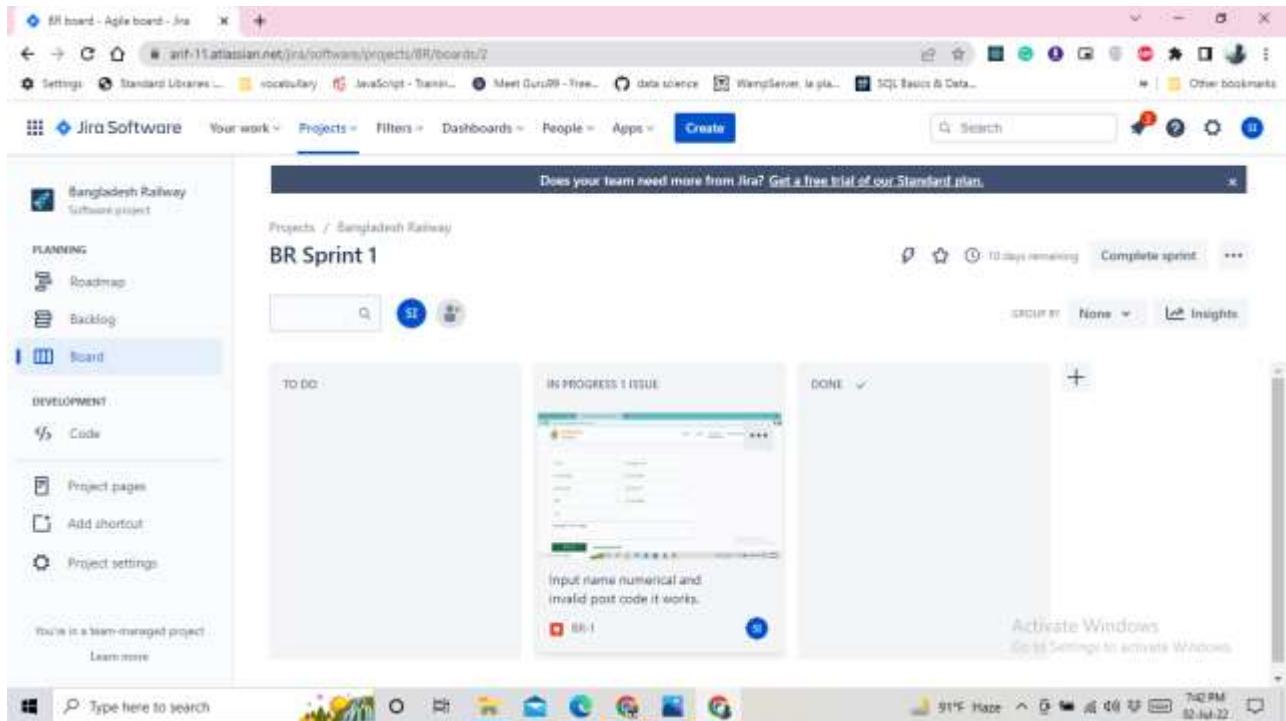 BR board - Agile board - Jira
arif-11.atlassian.net/jira/software/projects/BR/boards/2
Settings Standard Libraries :... vocabullary JavaScript - Trainin... Meet Guru99 - Free... data science WampServer, la pla... SQL Basics & Data... Other bookmarks
Jira Software Your work Projects Filters Dashboards People Apps Create Search 3 SI
Does your team need more from Jira? Get a free trial of our Standard plan.
Bangladesh Railway
Software project
Projects / Bangladesh Railway
BR Sprint 1
10 days remaining Complete sprint
PLANNING
Roadmap
Backlog
Board
SI
GROUP BY None Insights
TO DO
IN PROGRESS 1 ISSUE
DONE
DEVELOPMENT
Code
Project pages
Add shortcut
Project settings
Input name numerical and
invalid post code it works.
BR-1 SI
You're in a team-managed project
Learn more
Activate Windows
Go to Settings to activate Windows.
Type here to search
91°F Haze
7:42 PM
02-Jul-22